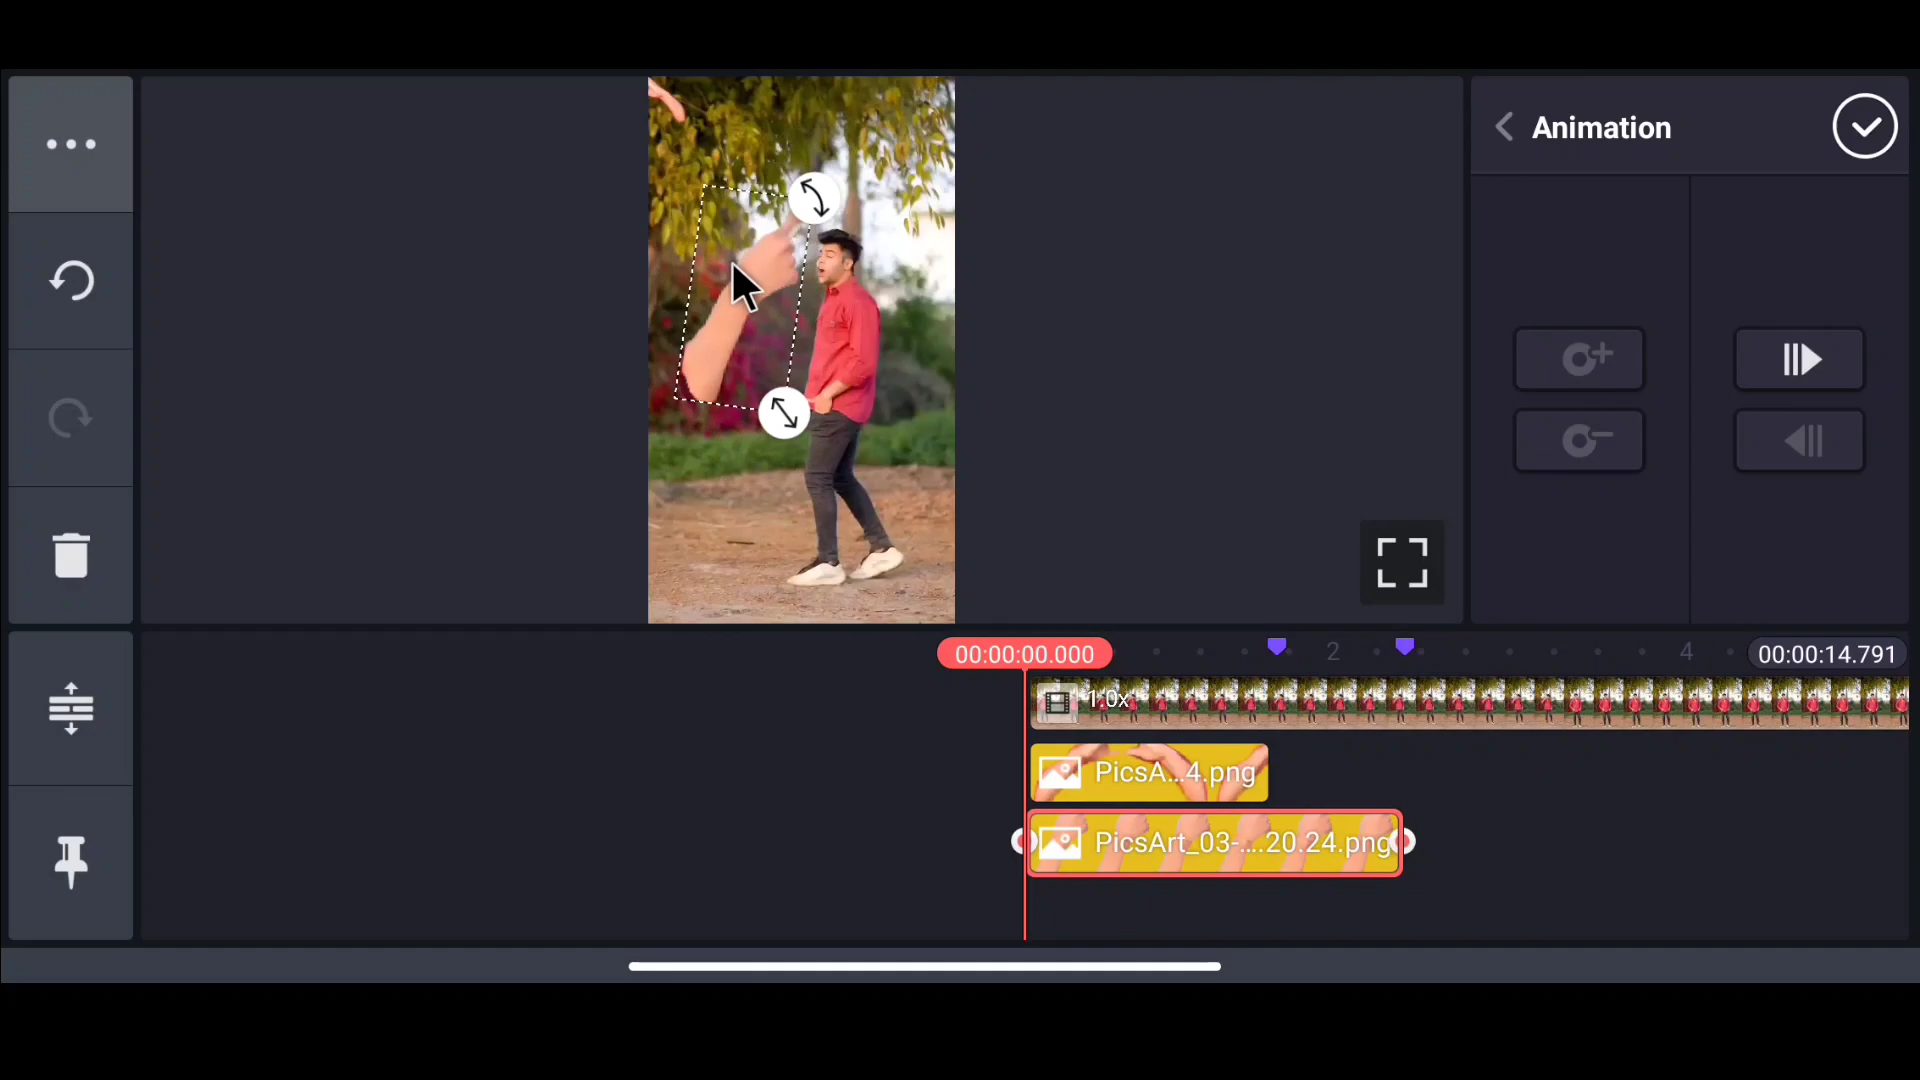 Animation
00:00:00.000
2
4
00:00:14.791
1.0x
PicsA...4.png
PicsArt_03-....20.24.png